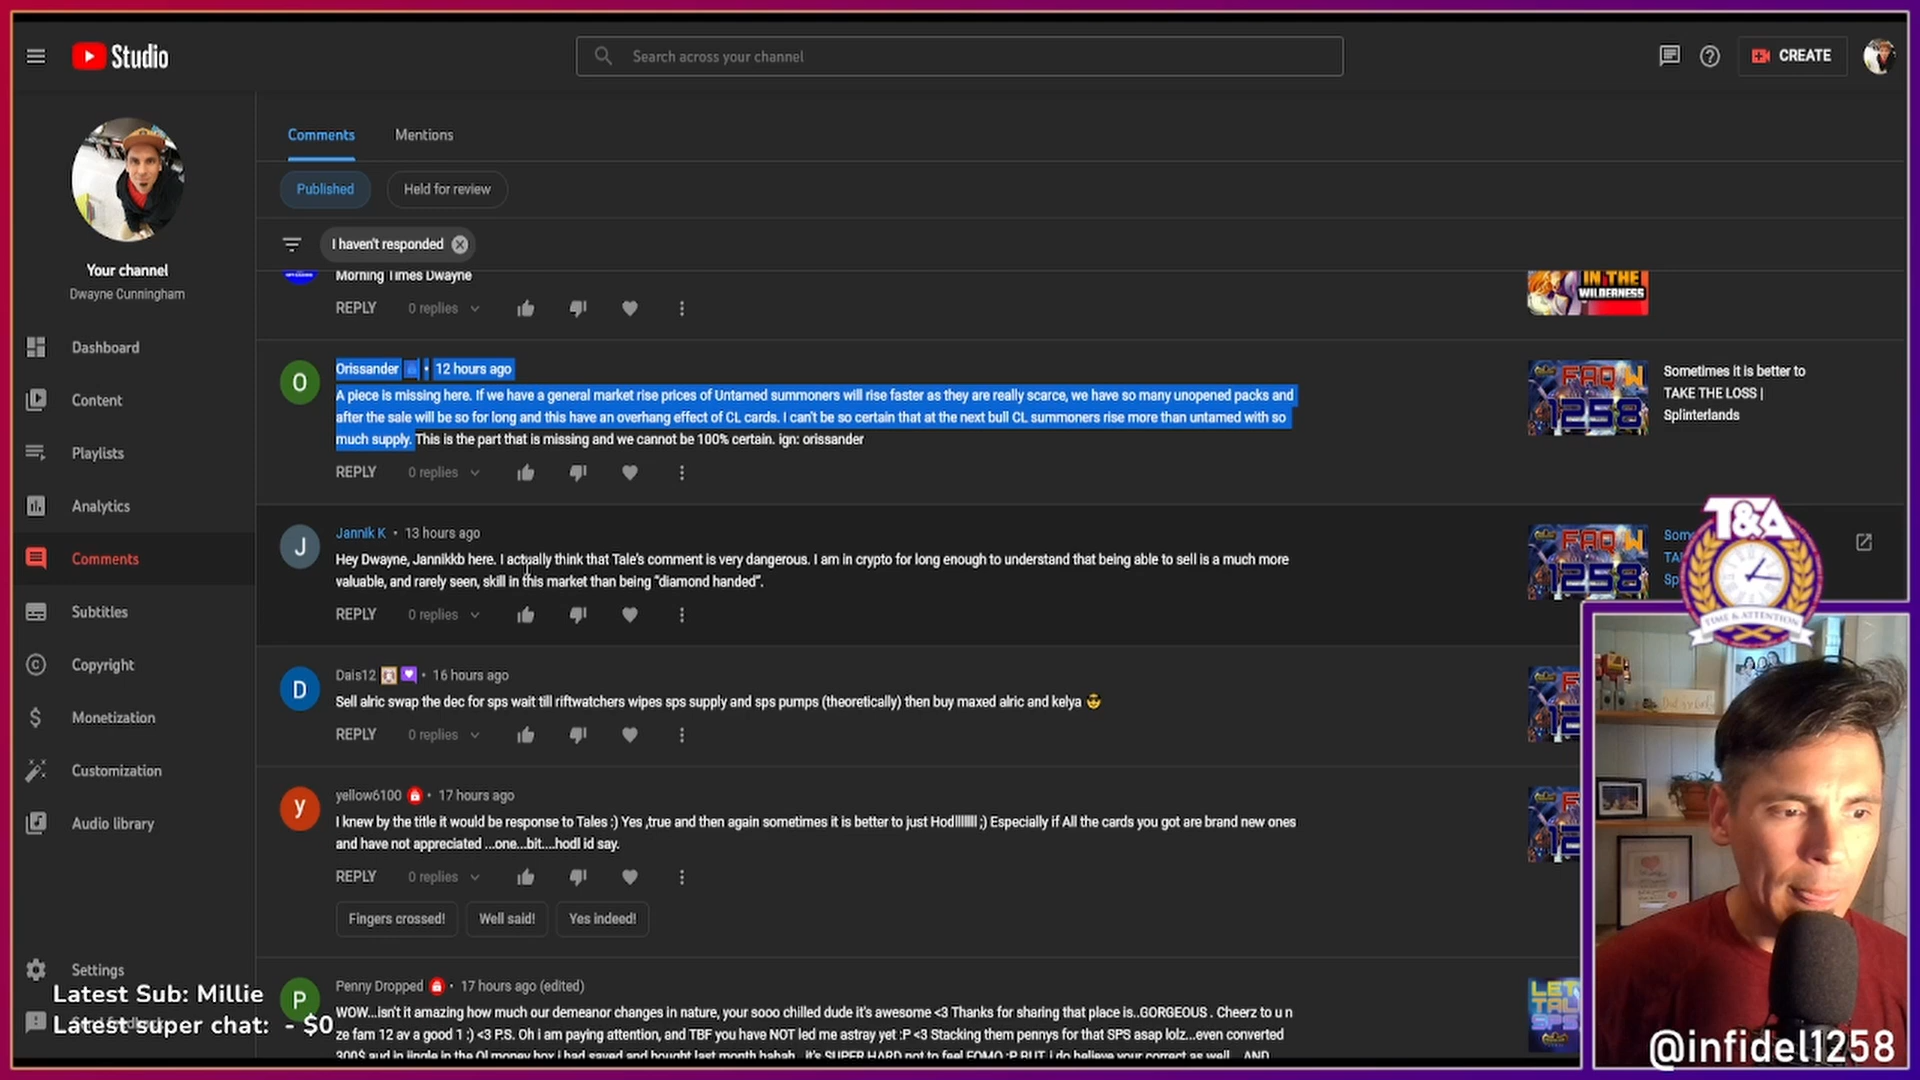 Studio
Search across your channel
CREATE
Comments
Mentions
Published
Held for review
I haven't responded
Your channel
Dwayne Cunningham
Dashboard
Content
Playlists
Analytics
Comments
Subtitles
Copyright
Monetization
Customization
Audio library
Settings
Morning Times Dwayne
REPLY 0 replies
IN THE
WILDERNESS
Orissander • 12 hours ago
A piece is missing here. If we have a general market rise prices of Untamed summoners will rise faster as they are really scarce, we have so many unopened packs and
after the sale will be so for long and this have an overhang effect of CL cards. I can't be so certain that at the next bull CL summoners rise more than untamed with so
much supply. This is the part that is missing and we cannot be 100% certain. ign: orissander
REPLY 0 replies
FAQ W
1258
Sometimes it is better to
TAKE THE LOSS |
Splinterlands
J
Jannik K • 13 hours ago
Hey Dwayne, Jannikkb here. I actually think that Tale's comment is very dangerous. I am in crypto for long enough to understand that being able to sell is a much more
valuable, and rarely seen, skill in this market than being “diamond handed”.
REPLY 0 replies
FAQ W
1258
D
Dais12 • 16 hours ago
Sell alric swap the dec for sps wait till riftwatchers wipes sps supply and sps pumps (theoretically) then buy maxed alric and kelya 😎
REPLY 0 replies
y
yellow6100 • 17 hours ago
I knew by the title it would be response to Tales :) Yes ,true and then again sometimes it is better to just Hodllllllll ;) Especially if All the cards you got are brand new ones
and have not appreciated ...one...bit....hodl id say.
REPLY 0 replies
Fingers crossed!
Well said!
Yes indeed!
P
Penny Dropped • 17 hours ago (edited)
WOW...isn't it amazing how much our demeanor changes in nature, your sooo chilled dude it's awesome <3 Thanks for sharing that place is..GORGEOUS . Cheerz to u n
ze fam 12 av a good 1 :) <3 P.S. Oh i am paying attention, and TBF you have NOT led me astray yet :P <3 Stacking them pennys for that SPS asap lolz...even converted
T&A
TIME & ATTENTION
Latest Sub: Millie
Latest super chat: - $0
@infidel1258